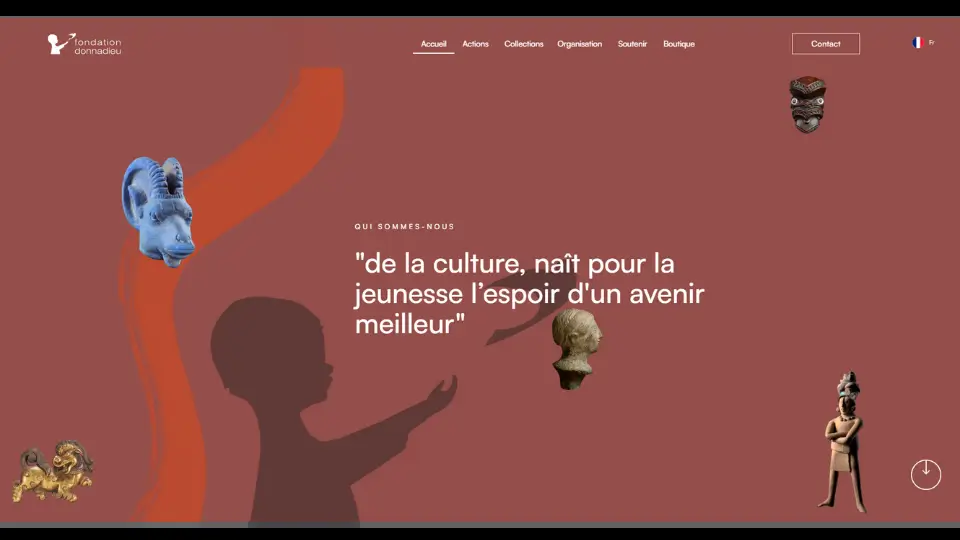 fondation
donnadieu
Accueil Actions Collections Organisation Soutenir Boutique
Contact
Fr
QUI SOMMES-NOUS
"de la culture, naît pour la
jeunesse l’espoir d'un avenir
meilleur"